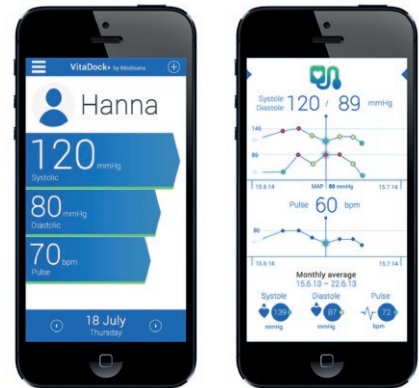 VitaDock+ by Medisana
Hanna
120 mmHg
Systolic
80 mmHg
Diastolic
70 bpm
Pulse
18 July
Thursday
Systole
Diastole
120 / 89 mmHg
145
89
15.6.14
MAP 80 mmHg
15.7.14
Pulse 60 bpm
80
15.6.14
15.7.14
Monthly average
15.6.13 – 22.6.13
Systole
Diastole
Pulse
139
87
72
mmHg
mmHg
bpm